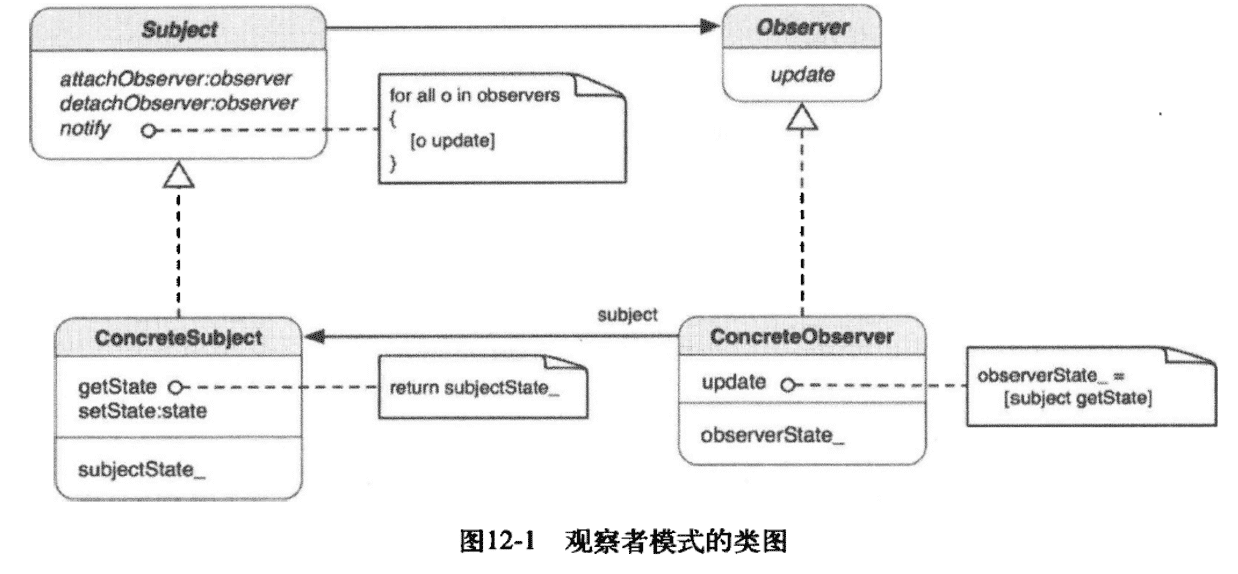 Subject
attachObserver:observer
detachObserver:observer
notify
for all o in observers
{
[o update]
}
Observer
update
ConcreteSubject
getState
setState:state
subjectState_
return subjectState_
subject
ConcreteObserver
update
observerState_
observerState_ =
[subject getState]
图12-1 观察者模式的类图